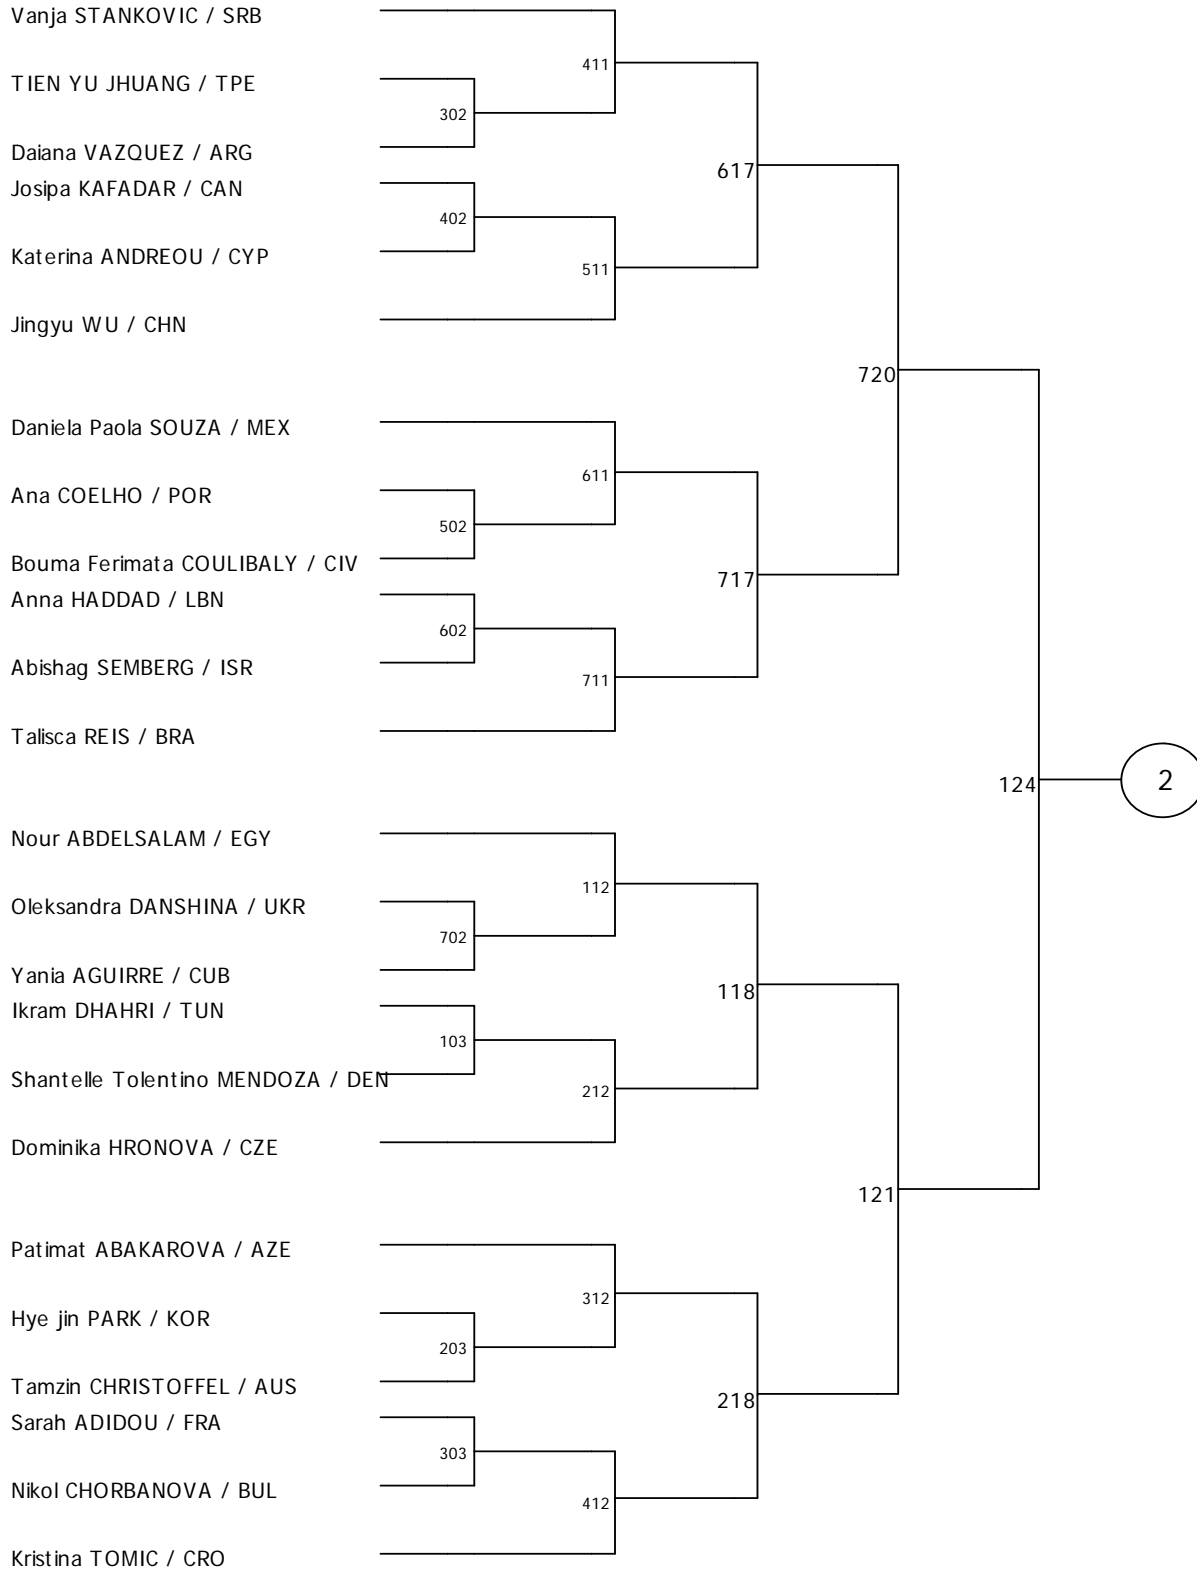 Vanja STANKOVIC / SRB
411
TIEN YU JHUANG / TPE
302
Daiana VAZQUEZ / ARG
617
Josipa KAFADAR / CAN
402
Katerina ANDREOU / CYP
511
Jingyu WU / CHN
720
Daniela Paola SOUZA / MEX
611
Ana COELHO / POR
502
Bouma Ferimata COULIBALY / CIV
717
Anna HADDAD / LBN
602
Abishag SEMBERG / ISR
711
Talisca REIS / BRA
124
2
Nour ABDELSALAM / EGY
112
Oleksandra DANSHINA / UKR
702
Yania AGUIRRE / CUB
118
Ikram DHAHRI / TUN
103
Shantelle Tolentino MENDOZA / DEN
212
Dominika HRONOVA / CZE
121
Patimat ABAKAROVA / AZE
312
Hye jin PARK / KOR
203
Tamzin CHRISTOFFEL / AUS
218
Sarah ADIDOU / FRA
303
Nikol CHORBANOVA / BUL
412
Kristina TOMIC / CRO